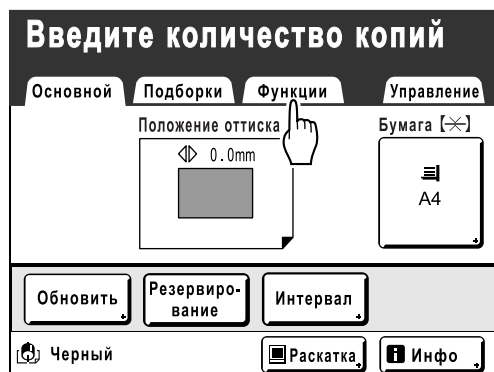 Введите количество копий
Основной Подборки Функции Управление
Положение оттиска Бумага【⚹】
0.0mm
A4
Обновить Резервиро-
вание Интервал
Черный Раскатка Инфо